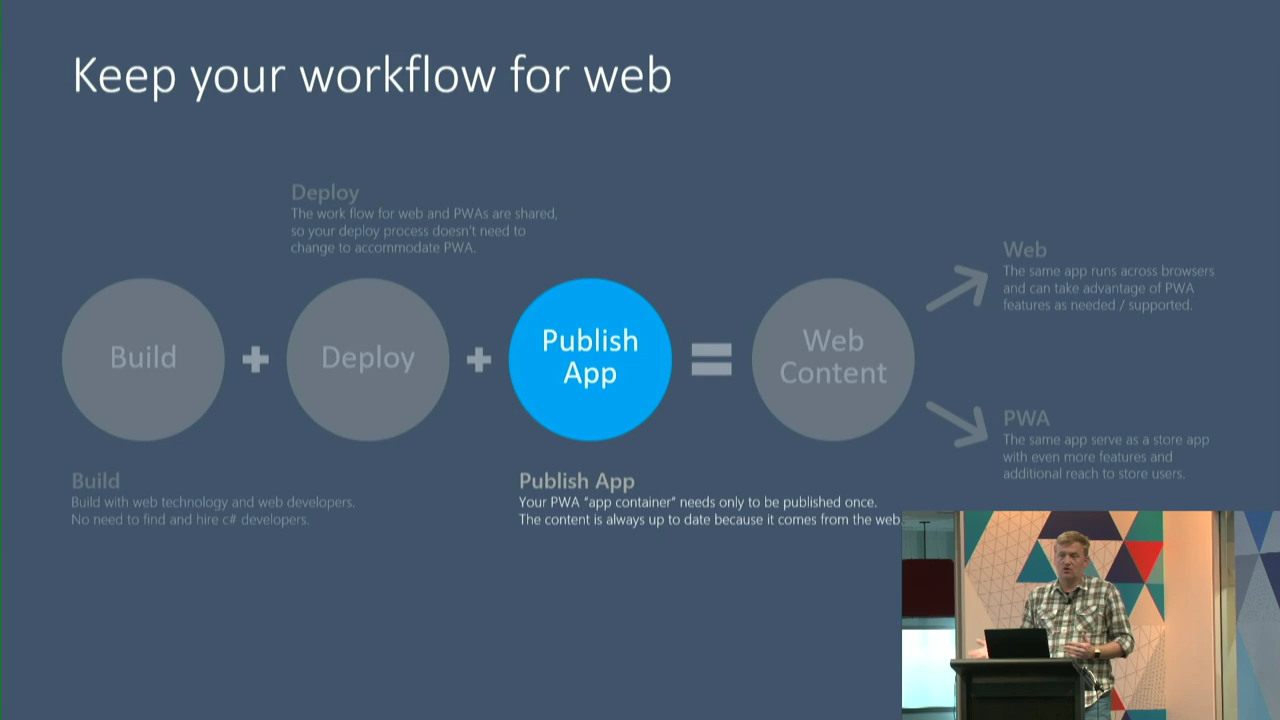 Keep your workflow for web
Deploy
The work flow for web and PWAs are shared,
so your deploy process doesn't need to
change to accommodate PWA.
Web
The same app runs across browsers
and can take advantage of PWA
features as needed / supported.
Build
Deploy
Publish
App
Web
Content
PWA
The same app serve as a store app
with even more features and
additional reach to store users.
Build
Build with web technology and web developers.
No need to find and hire c# developers.
Publish App
Your PWA "app container" needs only to be published once.
The content is always up to date because it comes from the web.